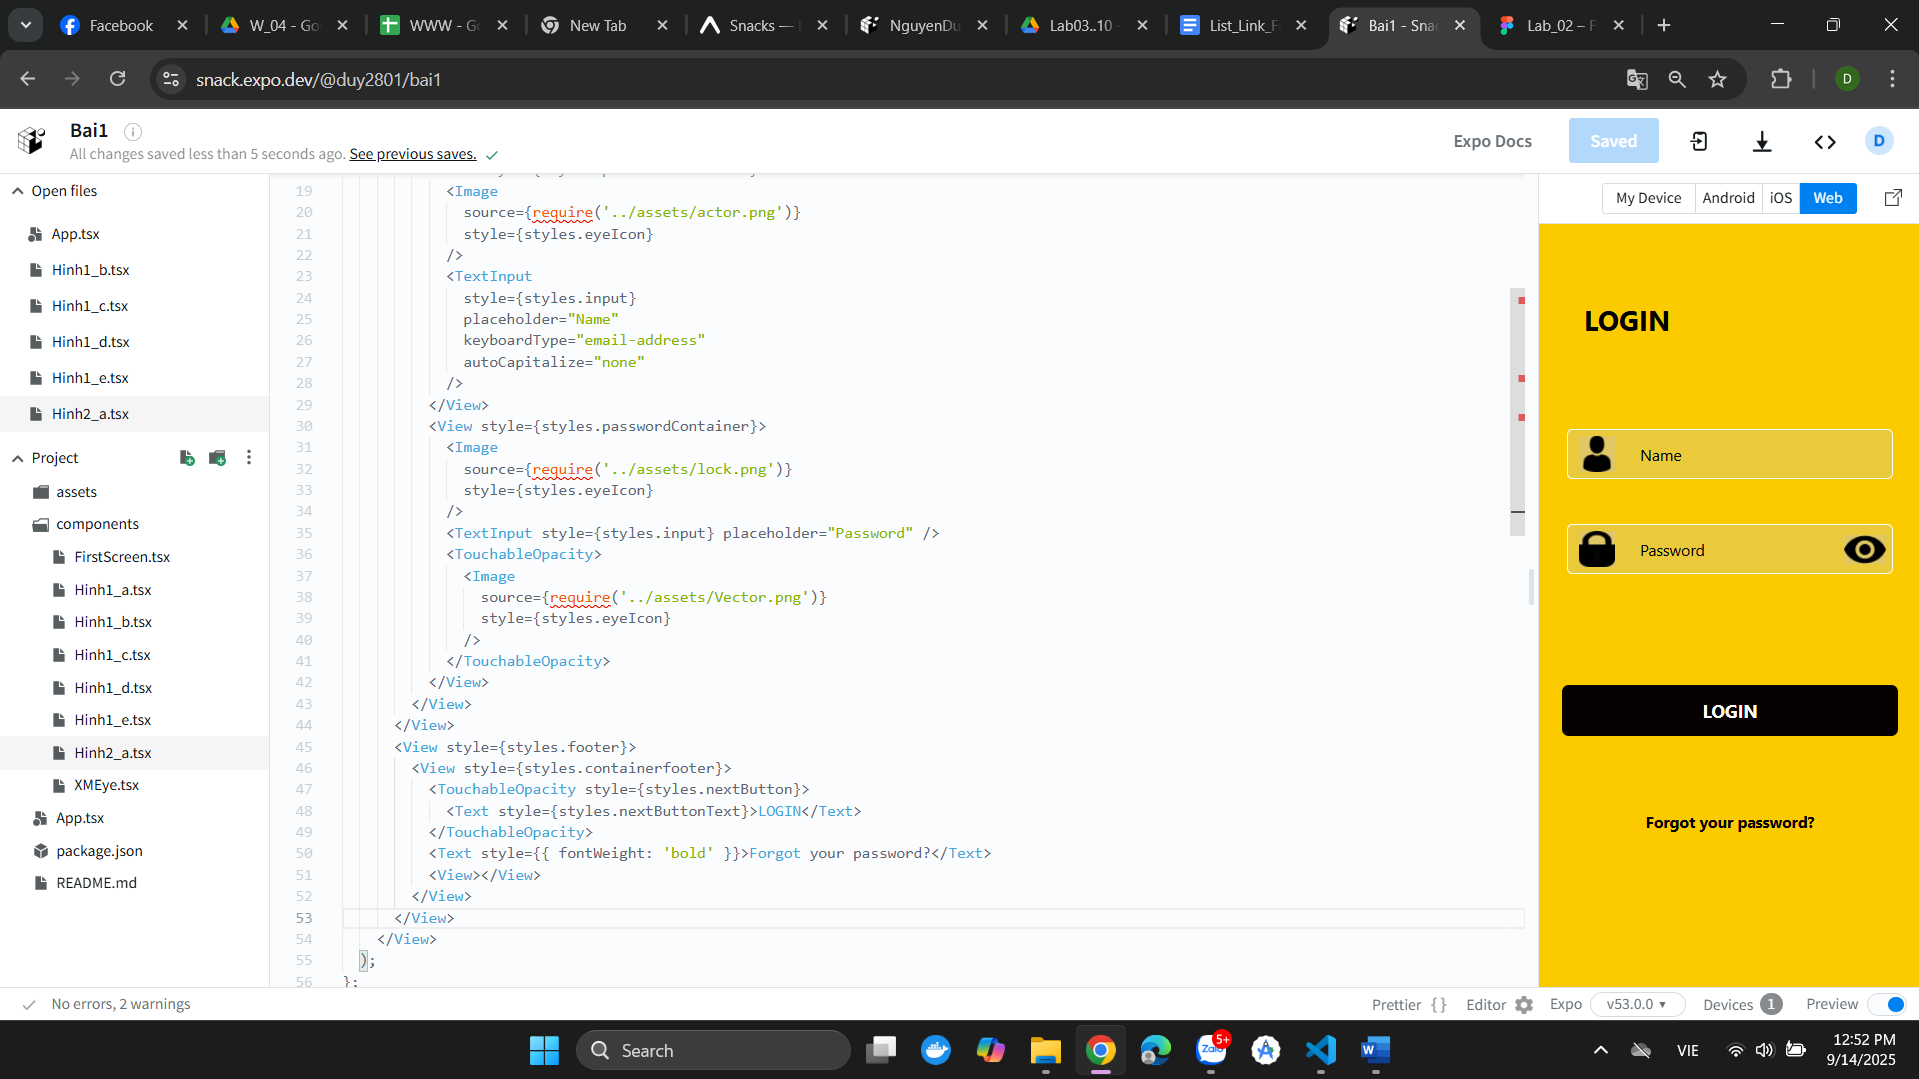 Facebook
W_04 - Go
WWW - Go
New Tab
Snacks —
NguyenDu
Lab03..10 -
List_Link_F
Bai1 - Snac
Lab_02 – F
snack.expo.dev/@duy2801/bai1
D
Bai1
All changes saved less than 5 seconds ago. See previous saves.
Expo Docs
Saved
D
Open files
App.tsx
Hinh1_b.tsx
Hinh1_c.tsx
Hinh1_d.tsx
Hinh1_e.tsx
Hinh2_a.tsx
Project
assets
components
FirstScreen.tsx
Hinh1_a.tsx
Hinh1_b.tsx
Hinh1_c.tsx
Hinh1_d.tsx
Hinh1_e.tsx
Hinh2_a.tsx
XMEye.tsx
App.tsx
package.json
README.md
19 <Image
20 source={require('../assets/actor.png')}
21 style={styles.eyeIcon}
22 />
23 <TextInput
24 style={styles.input}
25 placeholder="Name"
26 keyboardType="email-address"
27 autoCapitalize="none"
28 />
29 </View>
30 <View style={styles.passwordContainer}>
31 <Image
32 source={require('../assets/lock.png')}
33 style={styles.eyeIcon}
34 />
35 <TextInput style={styles.input} placeholder="Password" />
36 <TouchableOpacity>
37 <Image
38 source={require('../assets/Vector.png')}
39 style={styles.eyeIcon}
40 />
41 </TouchableOpacity>
42 </View>
43 </View>
44 </View>
45 <View style={styles.footer}>
46 <View style={styles.containerfooter}>
47 <TouchableOpacity style={styles.nextButton}>
48 <Text style={styles.nextButtonText}>LOGIN</Text>
49 </TouchableOpacity>
50 <Text style={{ fontWeight: 'bold' }}>Forgot your password?</Text>
51 <View></View>
52 </View>
53 </View>
54 </View>
55 );
56 };
My Device
Android
iOS
Web
LOGIN
Name
Password
LOGIN
Forgot your password?
No errors, 2 warnings
Prettier {}
Editor
Expo
v53.0.0
Devices 1
Preview
Search
Zalo
5+
W
VIE
12:52 PM
9/14/2025